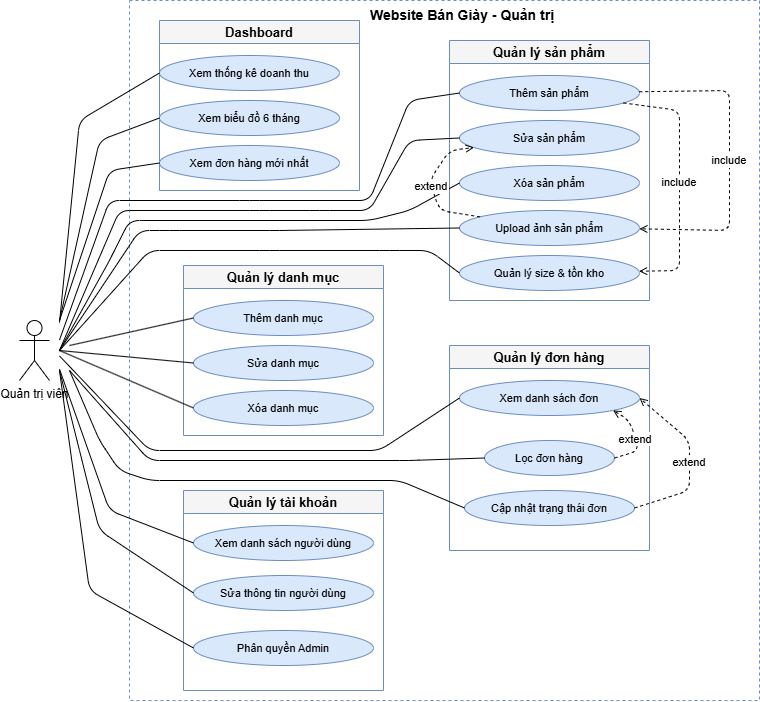 Website Bán Giày - Quản trị
Dashboard
Xem thống kê doanh thu
Xem biểu đồ 6 tháng
Xem đơn hàng mới nhất
Quản lý sản phẩm
Thêm sản phẩm
Sửa sản phẩm
Xóa sản phẩm
Upload ảnh sản phẩm
Quản lý size & tồn kho
extend
include
include
Quản lý danh mục
Thêm danh mục
Sửa danh mục
Xóa danh mục
Quản trị viên
Quản lý đơn hàng
Xem danh sách đơn
Lọc đơn hàng
Cập nhật trạng thái đơn
extend
extend
Quản lý tài khoản
Xem danh sách người dùng
Sửa thông tin người dùng
Phân quyền Admin